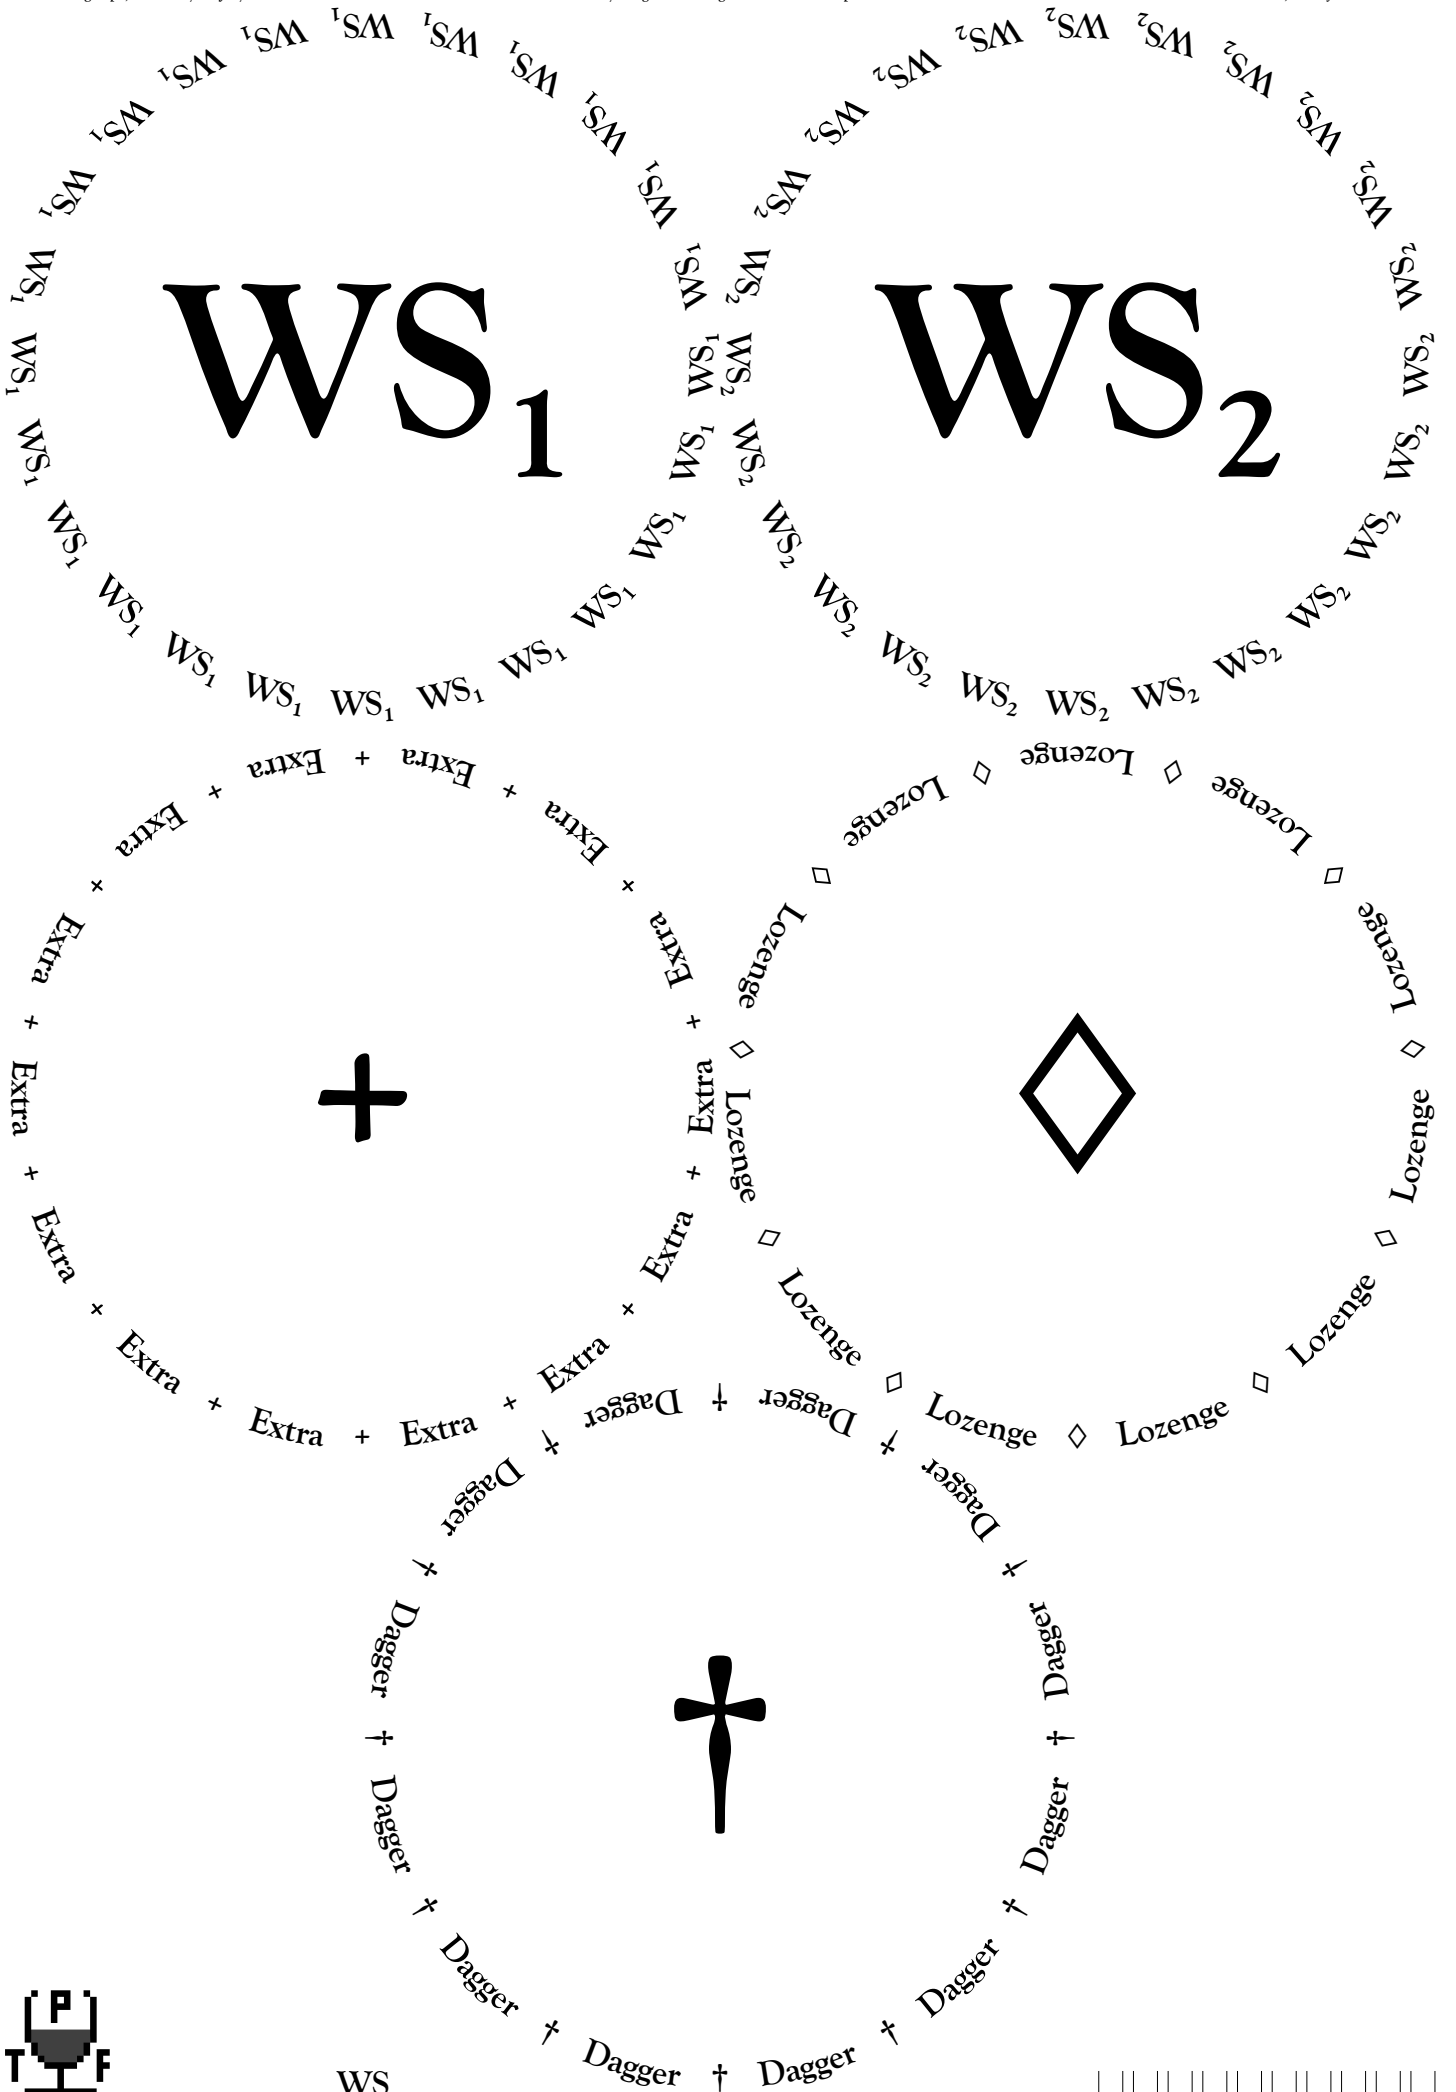 WS₁ WS₁ WS₁ WS₁ WS₁ WS₁ WS₁ WS₁ WS₁ WS₁ WS₁ WS₁ WS₁ WS₁ WS₁ WS₁ WS₁ WS₁ WS₁ WS₁ WS₁ WS₁ WS₁ WS₁
WS₁
WS₂ WS₂ WS₂ WS₂ WS₂ WS₂ WS₂ WS₂ WS₂ WS₂ WS₂ WS₂ WS₂ WS₂ WS₂ WS₂ WS₂ WS₂ WS₂ WS₂ WS₂ WS₂ WS₂ WS₂
WS₂
Extra + Extra + Extra + Extra + Extra + Extra + Extra + Extra + Extra + Extra + Extra + Extra + Extra + Extra +
+
Lozenge ◊ Lozenge ◊ Lozenge ◊ Lozenge ◊ Lozenge ◊ Lozenge ◊ Lozenge ◊ Lozenge ◊ Lozenge ◊ Lozenge ◊ Lozenge ◊
◊
Dagger † Dagger † Dagger † Dagger † Dagger † Dagger † Dagger † Dagger † Dagger † Dagger † Dagger † Dagger †
†
P
T F
WS